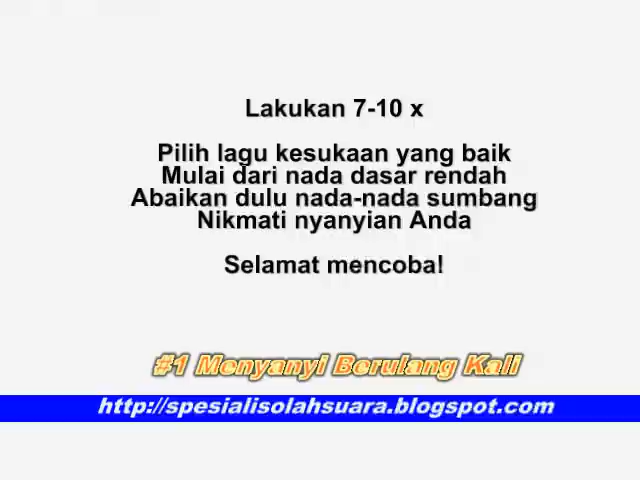 Lakukan 7-10 x
Pilih lagu kesukaan yang baik
Mulai dari nada dasar rendah
Abaikan dulu nada-nada sumbang
Nikmati nyanyian Anda
Selamat mencoba!
#1 Menyanyi Berulang Kali
http://spesialisolahsuara.blogspot.com